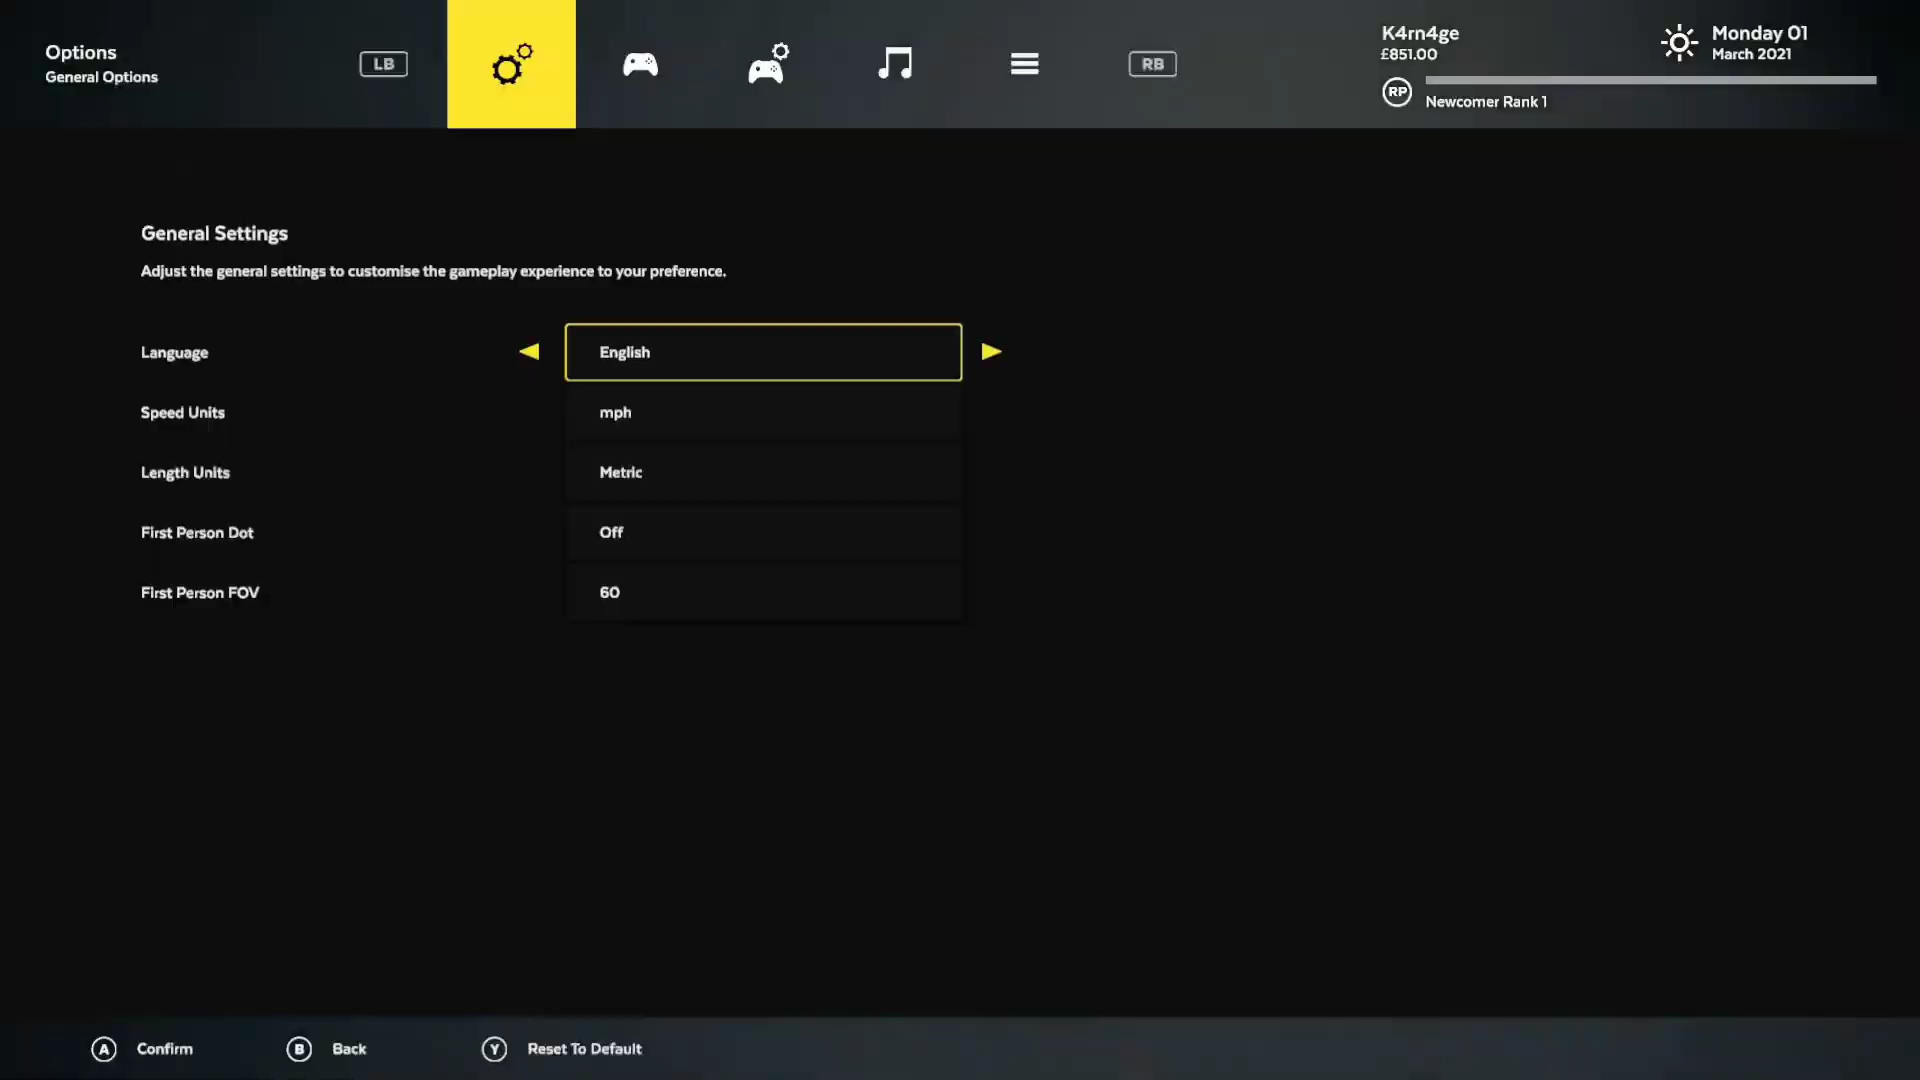 Options
General Options
LB
RB
K4rn4ge
£851.00
RP
Newcomer Rank 1
Monday 01
March 2021
General Settings
Adjust the general settings to customise the gameplay experience to your preference.
Language
English
Speed Units
mph
Length Units
Metric
First Person Dot
Off
First Person FOV
60
A Confirm
B Back
Y Reset To Default